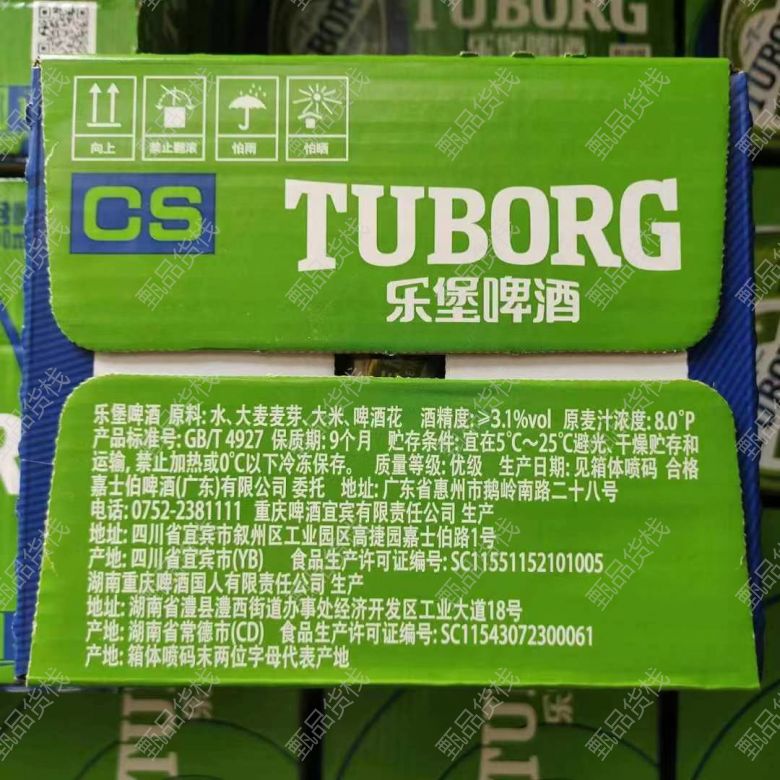 TUBORG
乐堡啤酒
TUBORG
向上
禁止翻滚
怕雨
怕晒
CS
TUBORG
乐堡啤酒
乐堡啤酒 原料: 水、大麦麦芽、大米、啤酒花 酒精度: ≥3.1%vol 原麦汁浓度: 8.0°P
产品标准号: GB/T 4927 保质期: 9个月 贮存条件: 宜在5℃~25℃避光、干燥贮存和
运输, 禁止加热或0℃以下冷冻保存。 质量等级: 优级 生产日期: 见箱体喷码 合格
嘉士伯啤酒(广东)有限公司 委托 地址: 广东省惠州市鹅岭南路二十八号
电话: 0752-2381111 重庆啤酒宜宾有限责任公司 生产
地址: 四川省宜宾市叙州区工业园区高捷园嘉士伯路1号
产地: 四川省宜宾市(YB) 食品生产许可证编号: SC11551152101005
湖南重庆啤酒国人有限责任公司 生产
地址: 湖南省澧县澧西街道办事处经济开发区工业大道18号
产地: 湖南省常德市(CD) 食品生产许可证编号: SC11543072300061
产地: 箱体喷码末两位字母代表产地
甄品货栈